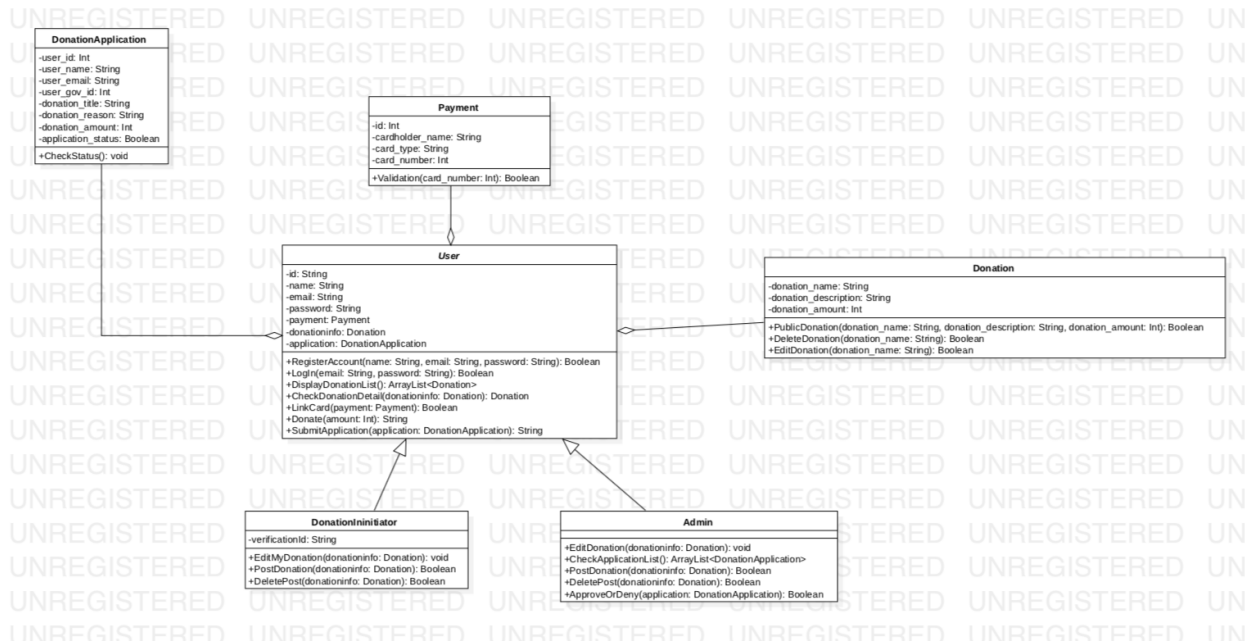 UNREGISTERED UNREGISTERED UNREGISTERED UNREGISTERED UNREGISTERED UN
DonationApplication
-user_id: Int
-user_name: String
-user_email: String
-user_gov_id: Int
-donation_title: String
-donation_reason: String
-donation_amount: Int
-application_status: Boolean
+CheckStatus(): void
Payment
-id: Int
-cardholder_name: String
-card_type: String
-card_number: Int
+Validation(card_number: Int): Boolean
User
-id: String
-name: String
-email: String
-password: String
-payment: Payment
-donationinfo: Donation
-application: DonationApplication
+RegisterAccount(name: String, email: String, password: String): Boolean
+LogIn(email: String, password: String): Boolean
+DisplayDonationList(): ArrayList<Donation>
+CheckDonationDetail(donationinfo: Donation): Donation
+LinkCard(payment: Payment): Boolean
+Donate(amount: Int): String
+SubmitApplication(application: DonationApplication): String
Donation
-donation_name: String
-donation_description: String
-donation_amount: Int
+PublicDonation(donation_name: String, donation_description: String, donation_amount: Int): Boolean
+DeleteDonation(donation_name: String): Boolean
+EditDonation(donation_name: String): Boolean
DonationIninitiator
-verificationId: String
+EditMyDonation(donationinfo: Donation): void
+PostDonation(donationinfo: Donation): Boolean
+DeletePost(donationinfo: Donation): Boolean
Admin
+EditDonation(donationinfo: Donation): void
+CheckApplicationList(): ArrayList<DonationApplication>
+PostDonation(donationinfo: Donation): Boolean
+DeletePost(donationinfo: Donation): Boolean
+ApproveOrDeny(application: DonationApplication): Boolean